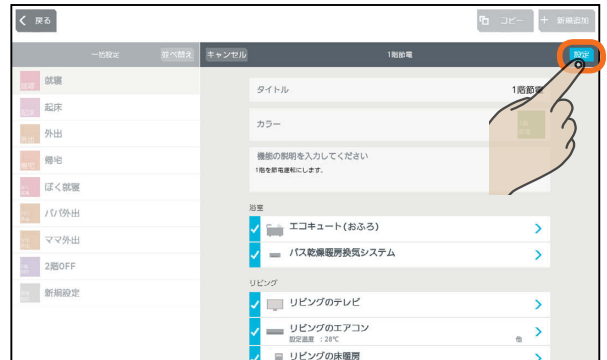 戻る
コピー
+ 新規追加
一括設定
並べ替え
キャンセル
1階節電
設定
就寝
起床
外出
帰宅
ぼく就寝
パパ外出
ママ外出
2階OFF
新規設定
タイトル
1階節電
カラー
機能の説明を入力してください
1階を節電運転にします。
浴室
エコキュート(おふろ)
バス乾燥暖房換気システム
リビング
リビングのテレビ
リビングのエアコン
設定温度 : 28℃
他
リビングの床暖房